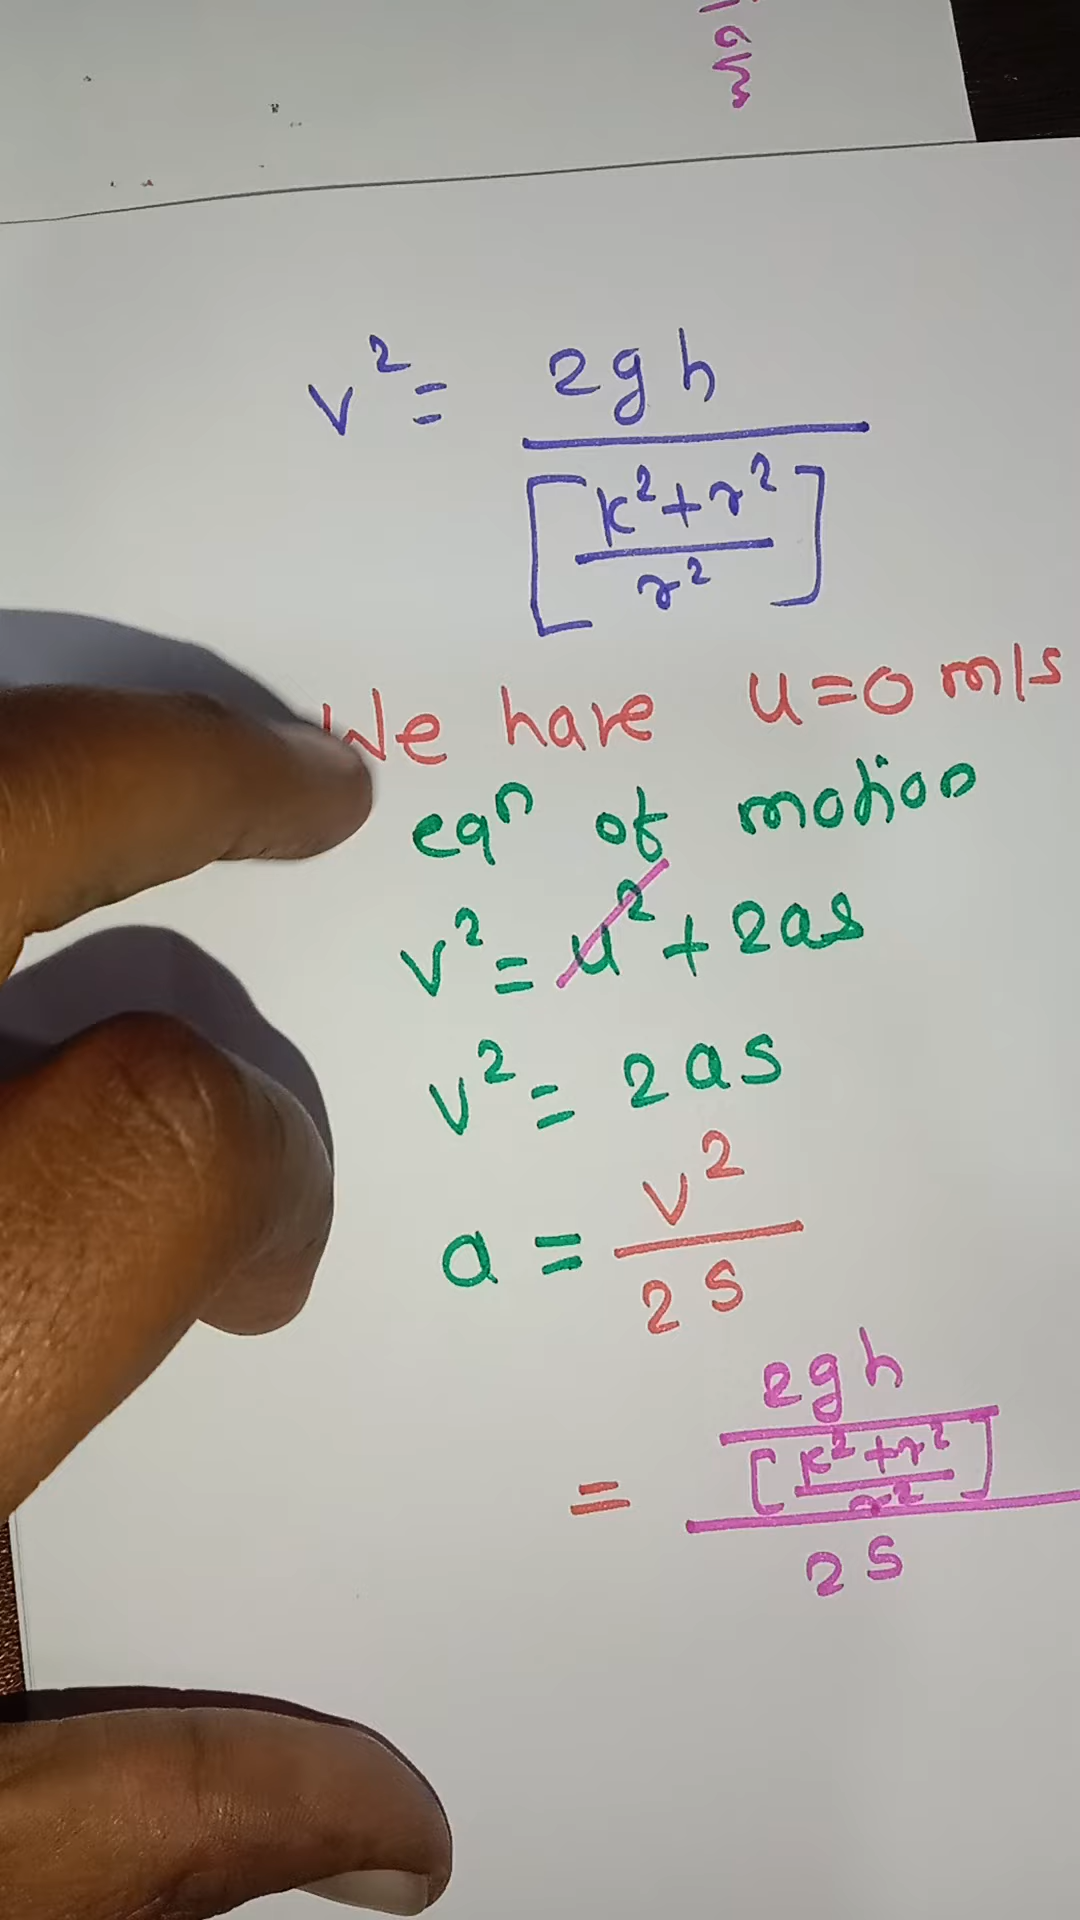 v² = 2gh
[k²+r²
r²]
We have u=0 m/s
eqⁿ of motion
v² = u² + 2as
v² = 2as
a = v²
2s
= 2gh
[k²+r²
r²]
2s